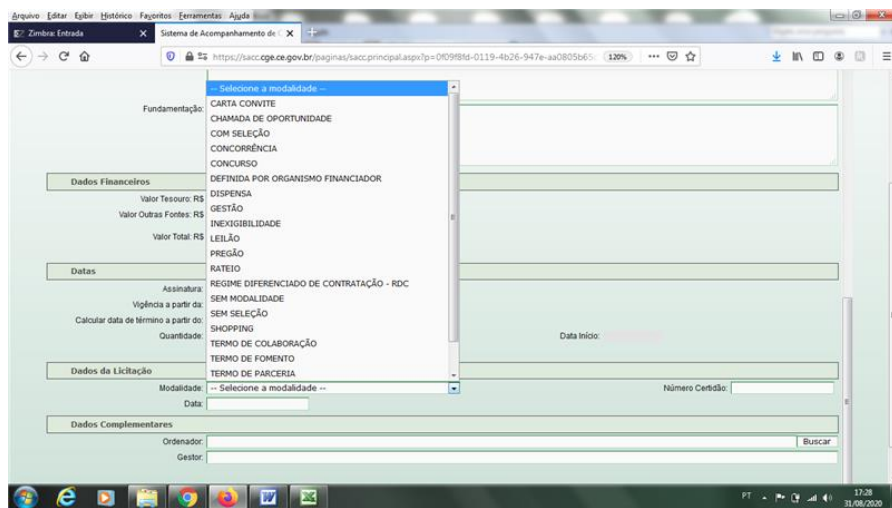 Arquivo Editar Exibir Histórico Favoritos Ferramentas Ajuda
Zimbra: Entrada
Sistema de Acompanhamento de C
https://sacc.cge.ce.gov.br/paginas/sacc.principal.aspx?p=0f09f8fd-0119-4b26-947e-aa0805b65
120%
-- Selecione a modalidade --
CARTA CONVITE
Fundamentação:
CHAMADA DE OPORTUNIDADE
COM SELEÇÃO
CONCORRÊNCIA
CONCURSO
DEFINIDA POR ORGANISMO FINANCIADOR
Dados Financeiros
DISPENSA
Valor Tesouro: R$
GESTÃO
Valor Outras Fontes: R$
INEXIGIBILIDADE
Valor Total: R$
LEILÃO
PREGÃO
Datas
RATEIO
REGIME DIFERENCIADO DE CONTRATAÇÃO - RDC
Assinatura:
SEM MODALIDADE
Vigência a partir da:
SEM SELEÇÃO
Calcular data de término a partir do:
SHOPPING
Quantidade:
Data Início:
TERMO DE COLABORAÇÃO
TERMO DE FOMENTO
Dados da Licitação
TERMO DE PARCERIA
Modalidade: -- Selecione a modalidade --
Número Certidão:
Data:
Dados Complementares
Ordenador:
Buscar
Gestor:
PT
17:28
31/08/2020